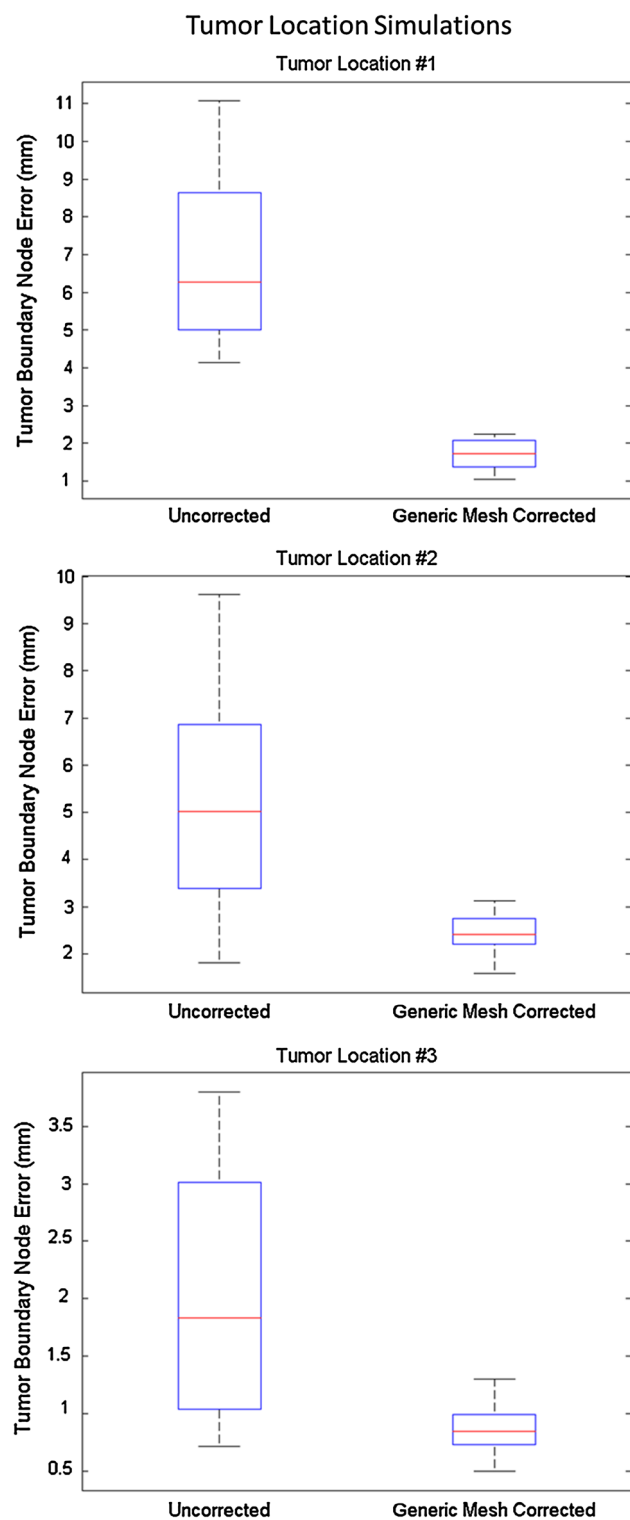 Tumor Location Simulations
Tumor Location #1
Tumor Boundary Node Error (mm)
11
10
9
8
7
6
5
4
3
2
1
Uncorrected
Generic Mesh Corrected
Tumor Location #2
Tumor Boundary Node Error (mm)
10
9
8
7
6
5
4
3
2
Uncorrected
Generic Mesh Corrected
Tumor Location #3
Tumor Boundary Node Error (mm)
3.5
3
2.5
2
1.5
1
0.5
Uncorrected
Generic Mesh Corrected